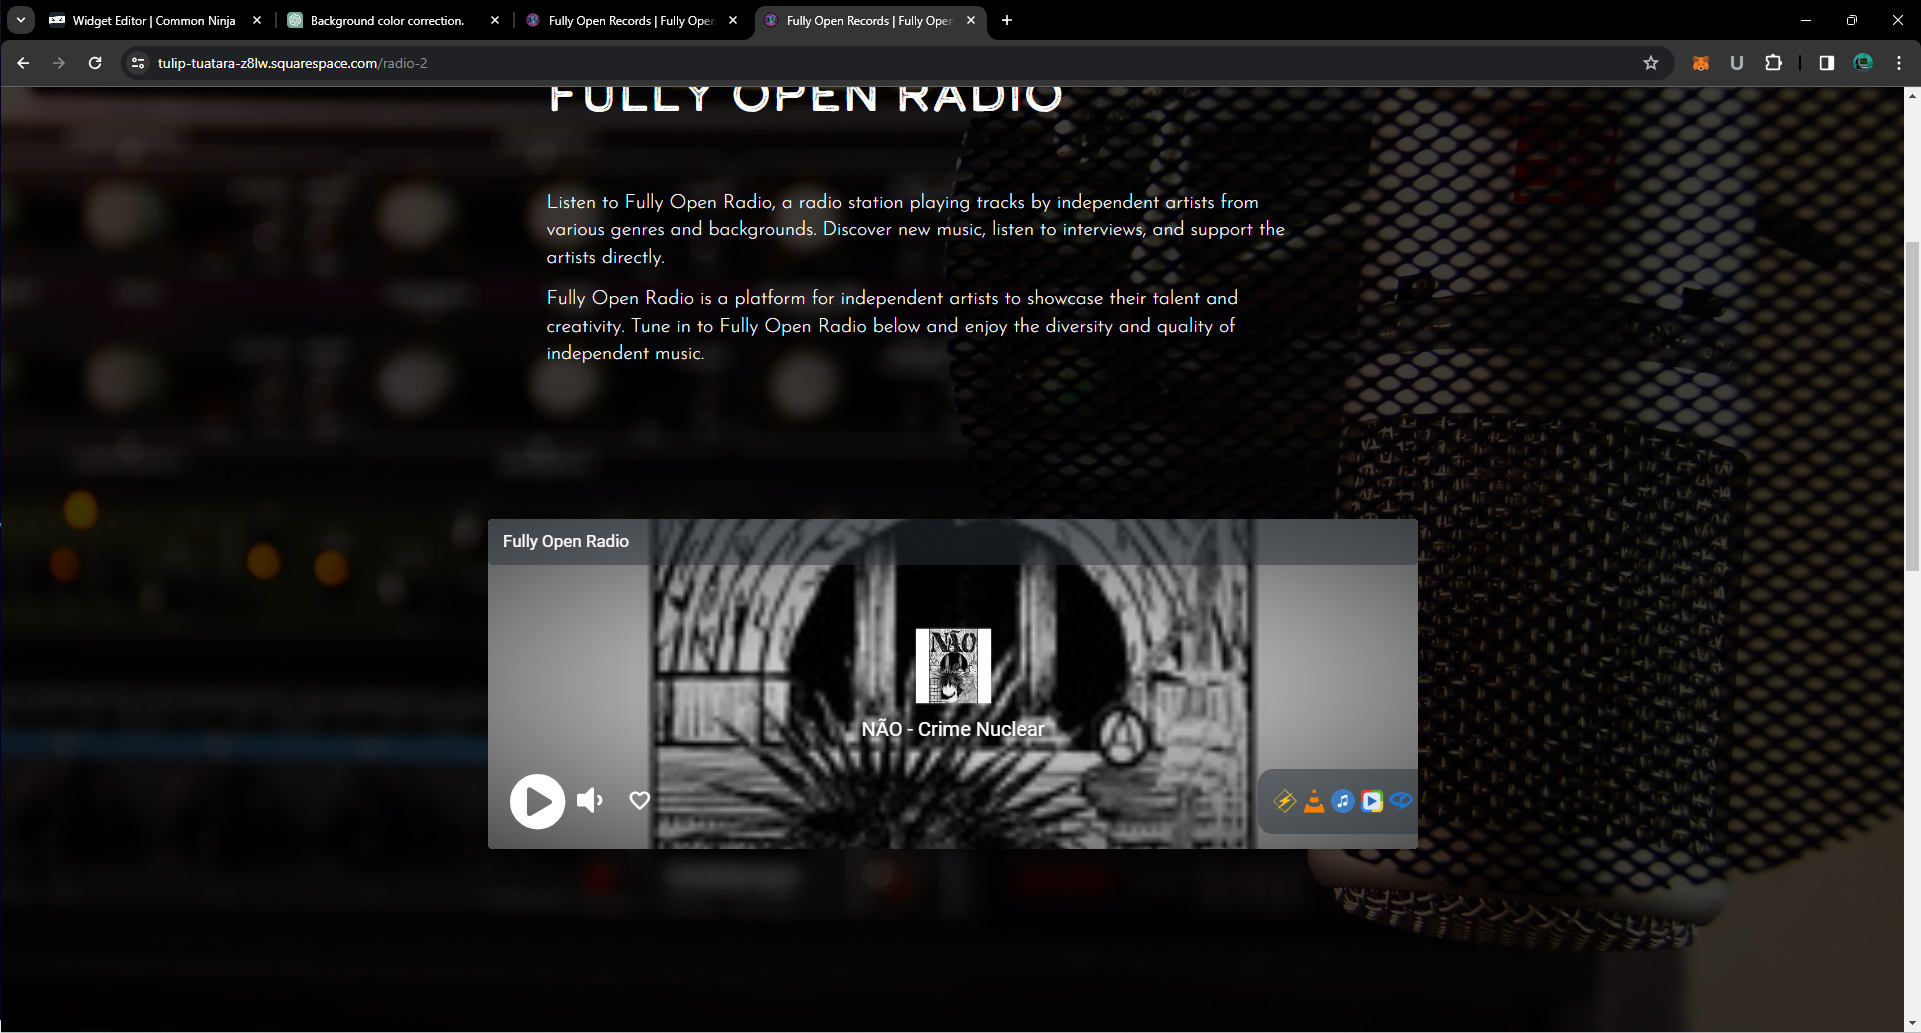 Widget Editor | Common Ninja
Background color correction.
Fully Open Records | Fully Open
Fully Open Records | Fully Open
tulip-tuatara-z8lw.squarespace.com/radio-2
U
FULLY OPEN RADIO
Listen to Fully Open Radio, a radio station playing tracks by independent artists from
various genres and backgrounds. Discover new music, listen to interviews, and support the
artists directly.
Fully Open Radio is a platform for independent artists to showcase their talent and
creativity. Tune in to Fully Open Radio below and enjoy the diversity and quality of
independent music.
Fully Open Radio
NÃO
NÃO - Crime Nuclear